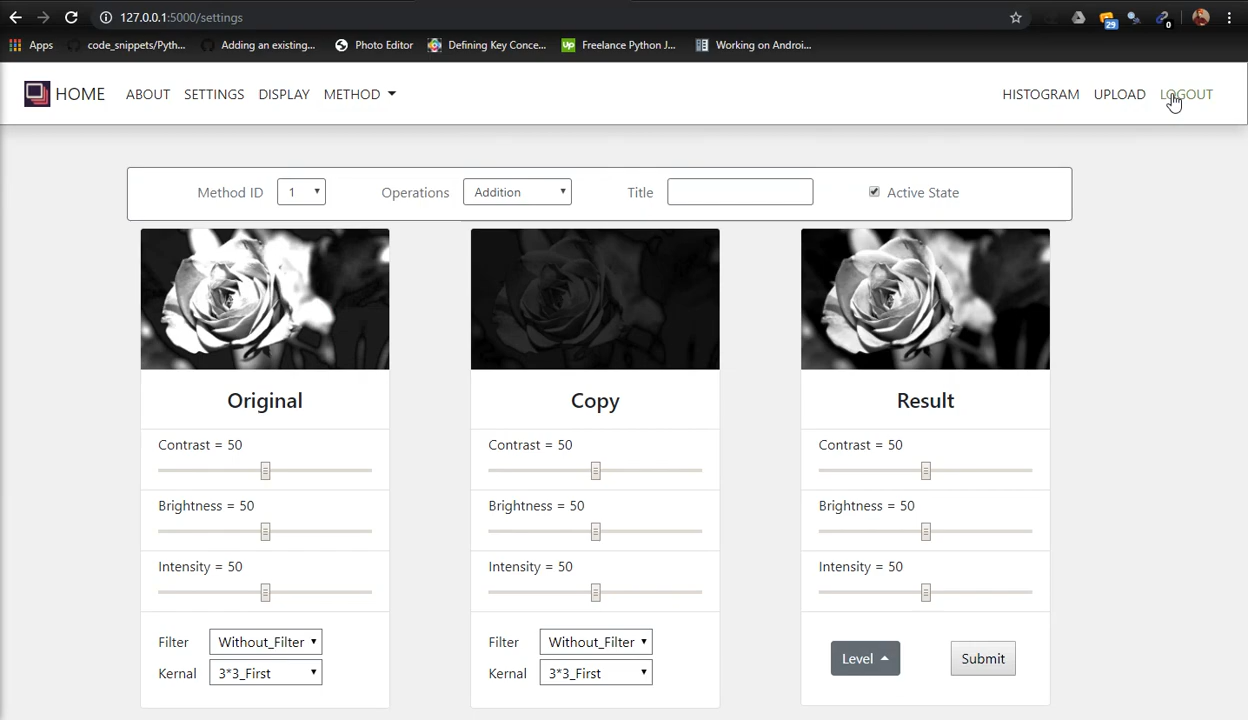 127.0.0.1:5000/settings
Apps code_snippets/Pyth... Adding an existing... Photo Editor Defining Key Conce... Freelance Python J... Working on Androi...
29 0
HOME ABOUT SETTINGS DISPLAY METHOD HISTOGRAM UPLOAD LOGOUT
Method ID 1 Operations Addition Title Active State
Original Copy Result
Contrast = 50 Contrast = 50 Contrast = 50
Brightness = 50 Brightness = 50 Brightness = 50
Intensity = 50 Intensity = 50 Intensity = 50
Filter Without_Filter Filter Without_Filter Level Submit
Kernal 3*3_First Kernal 3*3_First